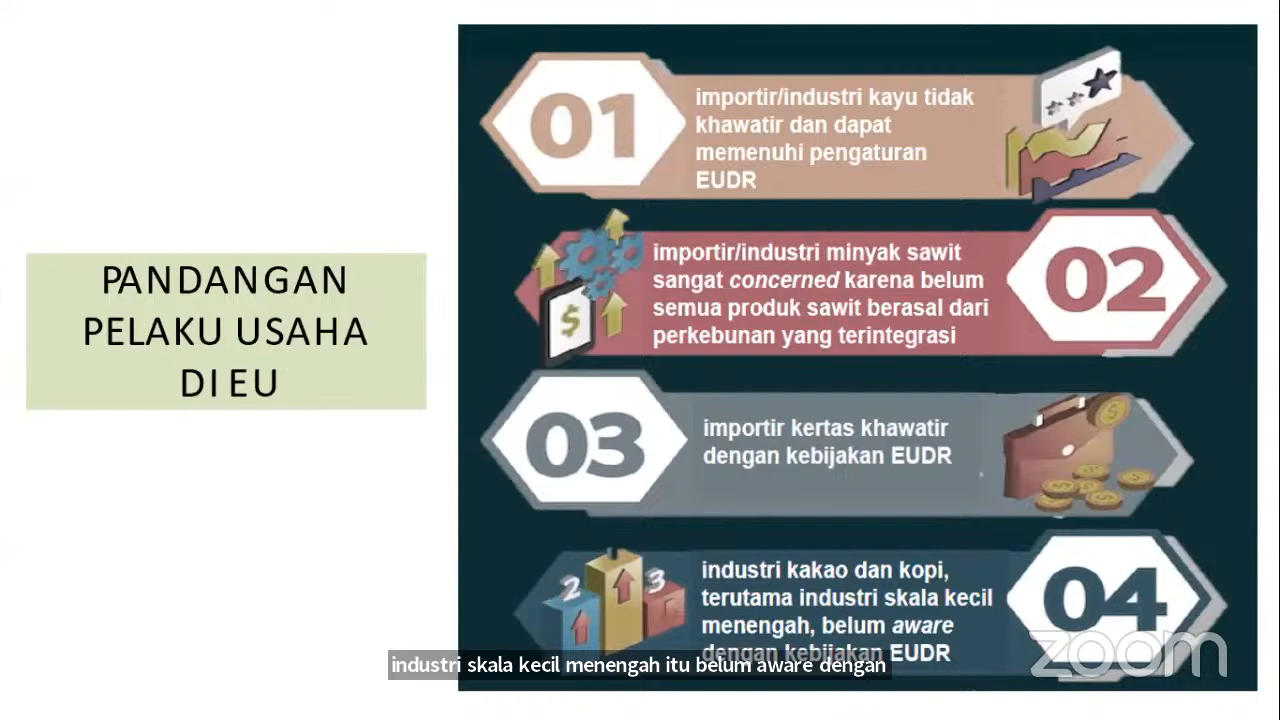 PANDANGAN
PELAKU USAHA
DI EU
01
importir/industri kayu tidak
khawatir dan dapat
memenuhi pengaturan
EUDR
importir/industri minyak sawit
sangat concerned karena belum
semua produk sawit berasal dari
perkebunan yang terintegrasi
02
$
03
importir kertas khawatir
dengan kebijakan EUDR
industri kakao dan kopi,
terutama industri skala kecil
menengah, belum aware
dengan kebijakan EUDR
04
2
1
3
industri skala kecil menengah itu belum aware dengan
zoom